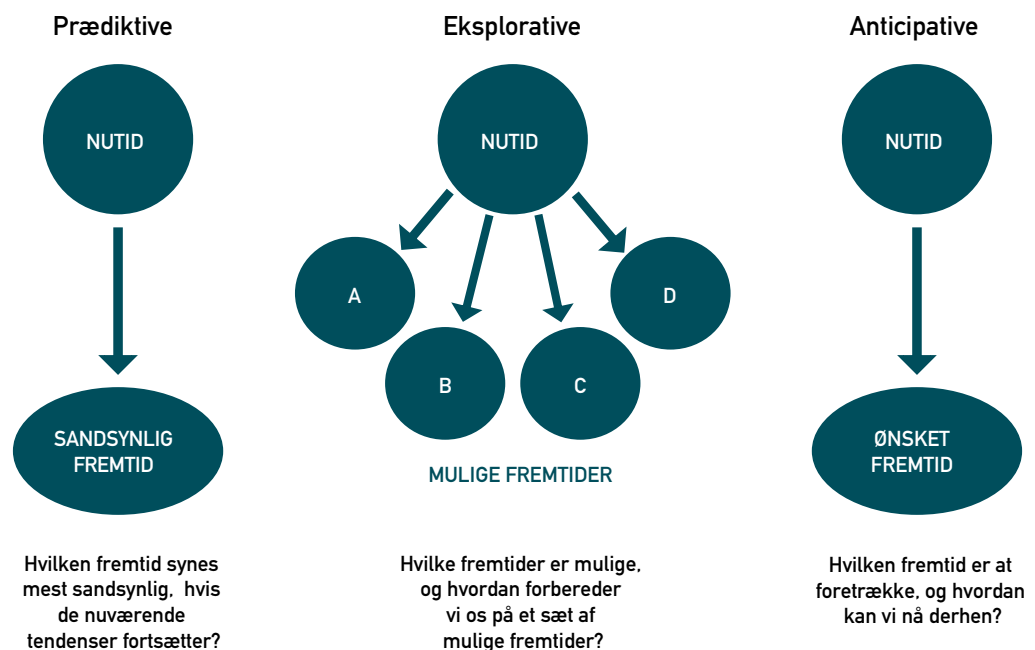 Prædiktive
NUTID
SANDSYNLIG
FREMTID
Hvilken fremtid synes
mest sandsynlig, hvis
de nuværende
tendenser fortsætter?
Eksplorative
NUTID
A
B
C
D
MULIGE FREMTIDER
Hvilke fremtider er mulige,
og hvordan forbereder
vi os på et sæt af
mulige fremtider?
Anticipative
NUTID
ØNSKET
FREMTID
Hvilken fremtid er at
foretrække, og hvordan
kan vi nå derhen?